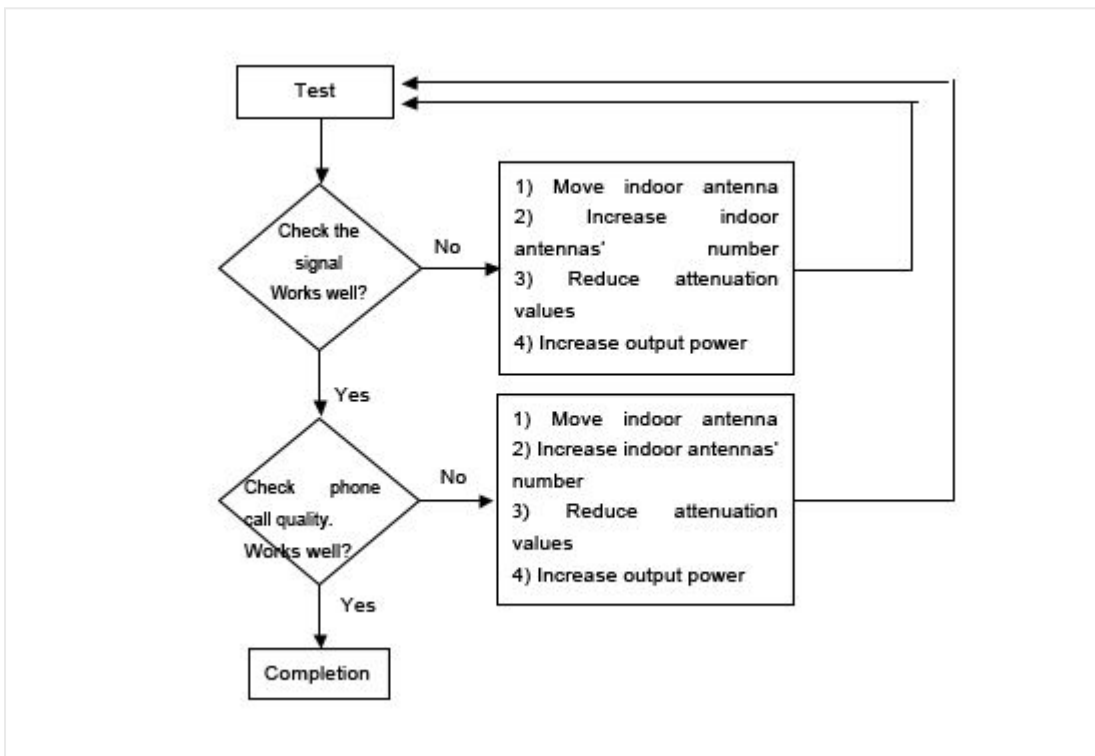 Test
Check the
signal
Works well?
No
1) Move indoor antenna
2) Increase indoor
antennas' number
3) Reduce attenuation
values
4) Increase output power
Yes
Check phone
call quality.
Works well?
No
1) Move indoor antenna
2) Increase indoor antennas'
number
3) Reduce attenuation
values
4) Increase output power
Yes
Completion